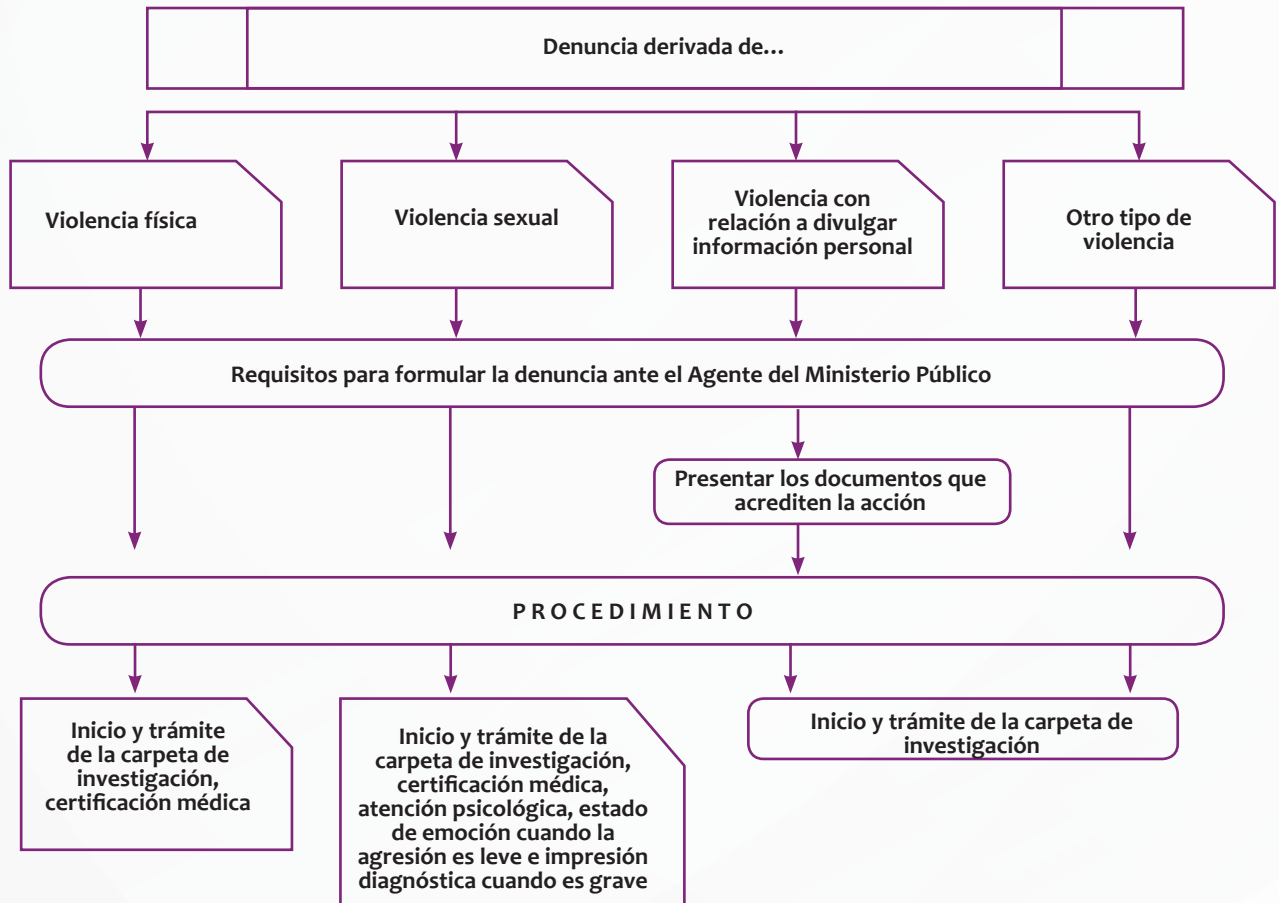 Denuncia derivada de...
Violencia física
Violencia sexual
Violencia con
relación a divulgar
información personal
Otro tipo de
violencia
Requisitos para formular la denuncia ante el Agente del Ministerio Público
Presentar los documentos que
acrediten la acción
PROCEDIMIENTO
Inicio y trámite
de la carpeta de
investigación,
certificación médica
Inicio y trámite de la
carpeta de investigación,
certificación médica,
atención psicológica, estado
de emoción cuando la
agresión es leve e impresión
diagnóstica cuando es grave
Inicio y trámite de la carpeta de
investigación